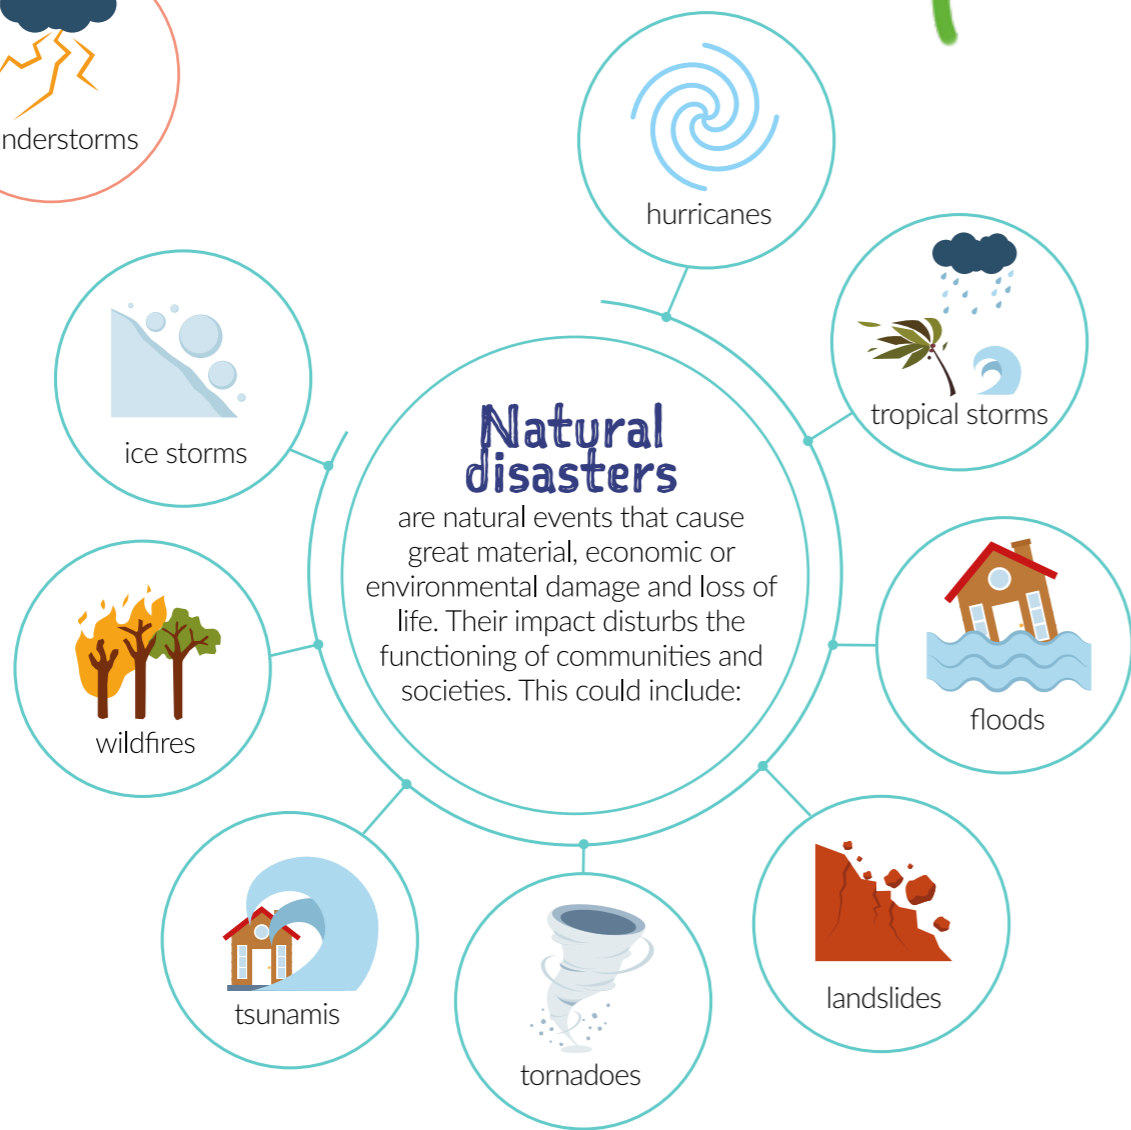 nderstorms
hurricanes
tropical storms
ice storms
Natural
disasters
are natural events that cause
great material, economic or
environmental damage and loss of
life. Their impact disturbs the
functioning of communities and
societies. This could include:
floods
wildfires
landslides
tsunamis
tornadoes